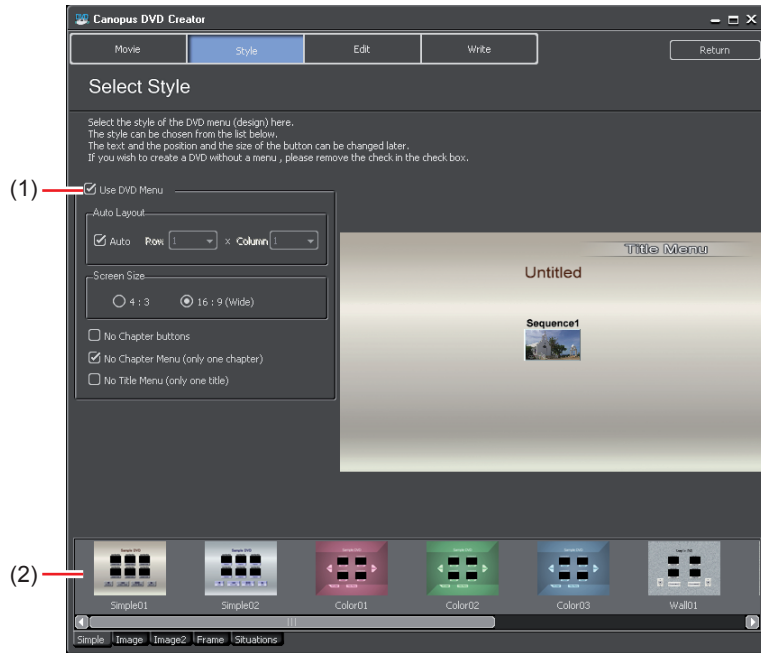 Canopus DVD Creator
Movie Style Edit Write Return
Select Style
Select the style of the DVD menu (design) here.
The style can be chosen from the list below.
The text and the position and the size of the button can be changed later.
If you wish to create a DVD without a menu , please remove the check in the check box.
(1)
Use DVD Menu
Auto Layout
Auto Row 1 x Column 1
Screen Size
4 : 3 16 : 9 (Wide)
No Chapter buttons
No Chapter Menu (only one chapter)
No Title Menu (only one title)
Title Menu
Untitled
Sequence1
(2)
Simple01 Simple02 Color01 Color02 Color03 Wall01
Simple Image Image2 Frame Situations